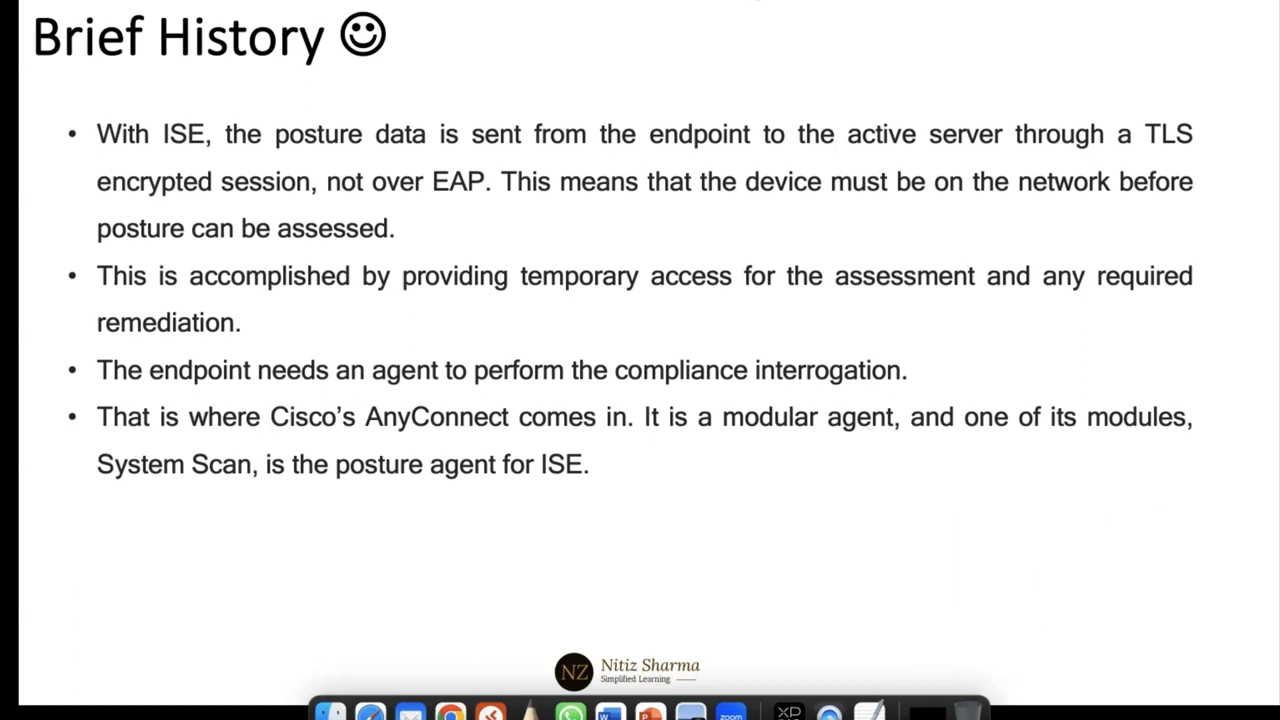 Brief History ☺
• With ISE, the posture data is sent from the endpoint to the active server through a TLS
encrypted session, not over EAP. This means that the device must be on the network before
posture can be assessed.
• This is accomplished by providing temporary access for the assessment and any required
remediation.
• The endpoint needs an agent to perform the compliance interrogation.
• That is where Cisco’s AnyConnect comes in. It is a modular agent, and one of its modules,
System Scan, is the posture agent for ISE.
NZ
Nitiz Sharma
Simplified Learning
W
P
zoom
XP